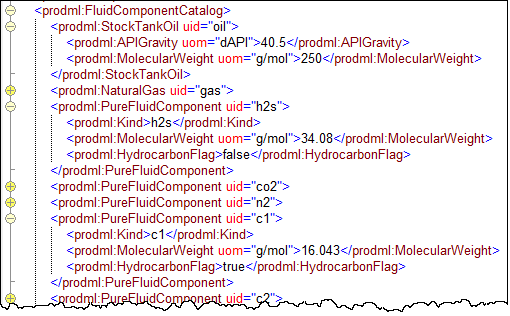 <prodml:FluidComponentCatalog>
<prodml:StockTankOil uid="oil">
<prodml:APIGravity uom="dAPI">40.5</prodml:APIGravity>
<prodml:MolecularWeight uom="g/mol">250</prodml:MolecularWeight>
</prodml:StockTankOil>
<prodml:NaturalGas uid="gas">
<prodml:PureFluidComponent uid="h2s">
<prodml:Kind>h2s</prodml:Kind>
<prodml:MolecularWeight uom="g/mol">34.08</prodml:MolecularWeight>
<prodml:HydrocarbonFlag>false</prodml:HydrocarbonFlag>
</prodml:PureFluidComponent>
<prodml:PureFluidComponent uid="co2">
<prodml:PureFluidComponent uid="n2">
<prodml:PureFluidComponent uid="c1">
<prodml:Kind>c1</prodml:Kind>
<prodml:MolecularWeight uom="g/mol">16.043</prodml:MolecularWeight>
<prodml:HydrocarbonFlag>true</prodml:HydrocarbonFlag>
</prodml:PureFluidComponent>
<prodml:PureFluidComponent uid="c2">